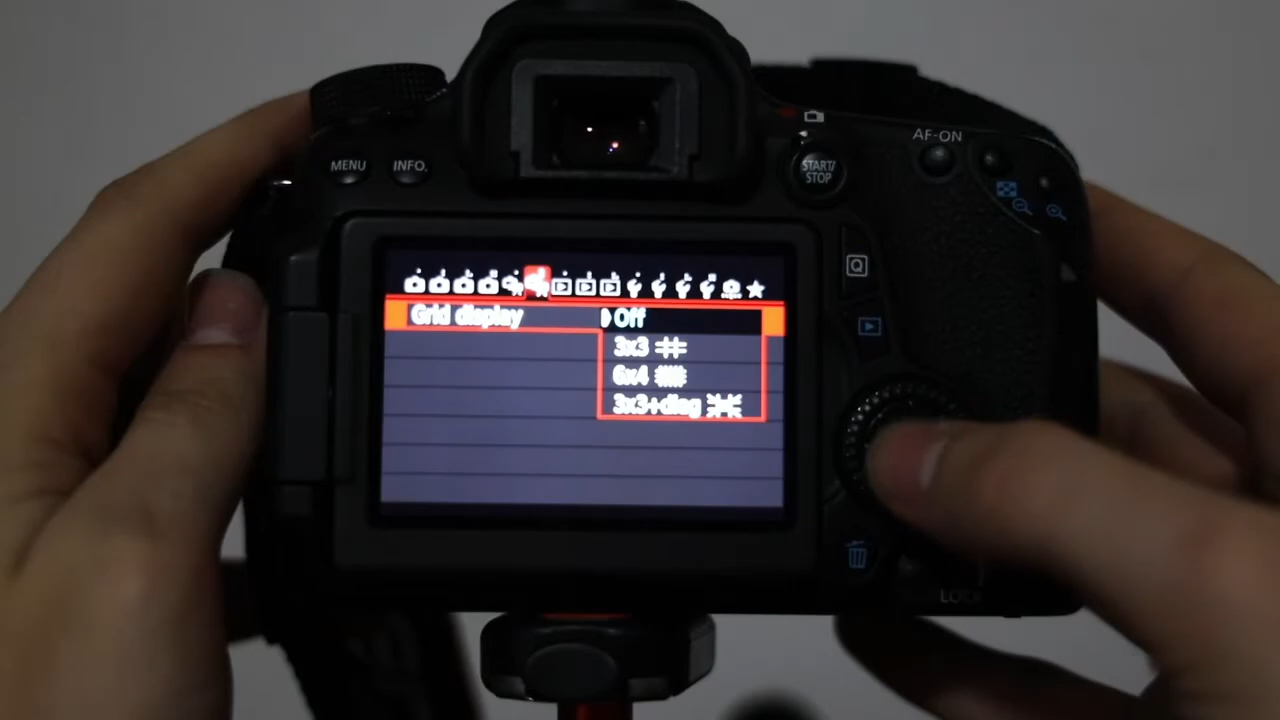 AF-ON
MENU INFO.
START/
STOP
Q
Grid display Off
3x3
6x4
3x3+diag
LOCK